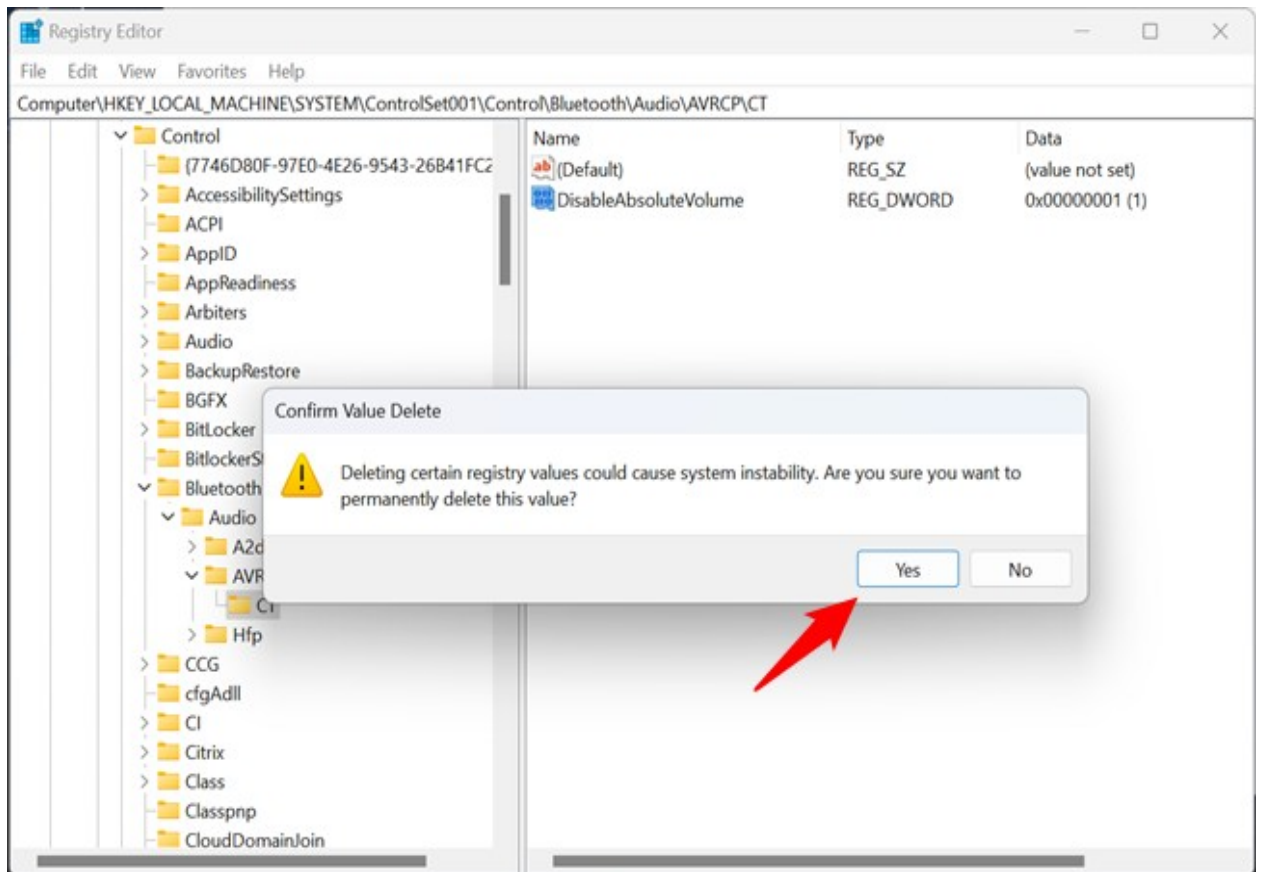 Registry Editor
File Edit View Favorites Help
Computer\HKEY_LOCAL_MACHINE\SYSTEM\ControlSet001\Control\Bluetooth\Audio\AVRCP\CT
Control
{7746D80F-97E0-4E26-9543-26B41FC2
AccessibilitySettings
ACPI
AppID
AppReadiness
Arbiters
Audio
BackupRestore
BGFX
BitLocker
BitlockerS
Bluetooth
Audio
A2d
AVR
CT
Hfp
CCG
cfgAdll
CI
Citrix
Class
Classpnp
CloudDomainJoin
Name Type Data
(Default) REG_SZ (value not set)
DisableAbsoluteVolume REG_DWORD 0x00000001 (1)
Confirm Value Delete
Deleting certain registry values could cause system instability. Are you sure you want to
permanently delete this value?
Yes No